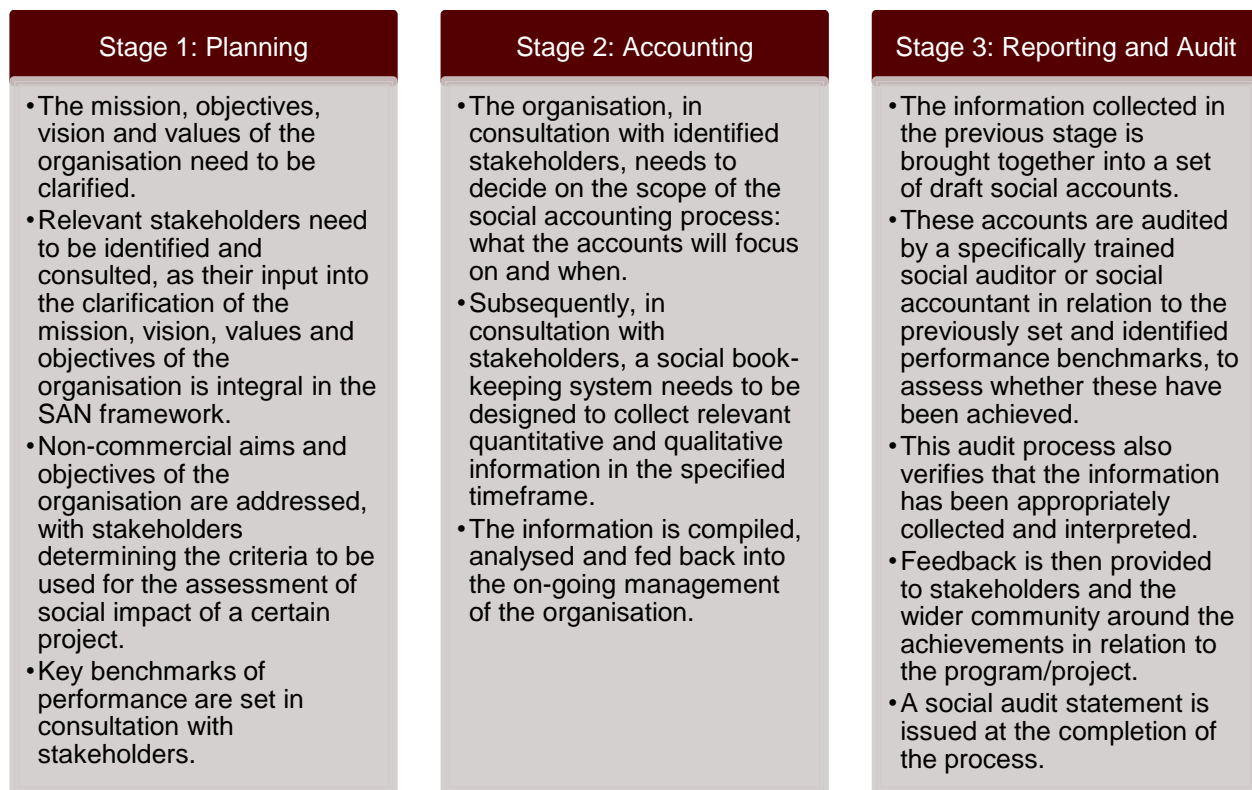 Stage 1: Planning
•The mission, objectives,
vision and values of the
organisation need to be
clarified.
•Relevant stakeholders need
to be identified and
consulted, as their input into
the clarification of the
mission, vision, values and
objectives of the
organisation is integral in the
SAN framework.
•Non-commercial aims and
objectives of the
organisation are addressed,
with stakeholders
determining the criteria to be
used for the assessment of
social impact of a certain
project.
•Key benchmarks of
performance are set in
consultation with
stakeholders.
Stage 2: Accounting
•The organisation, in
consultation with identified
stakeholders, needs to
decide on the scope of the
social accounting process:
what the accounts will focus
on and when.
•Subsequently, in
consultation with
stakeholders, a social book-
keeping system needs to be
designed to collect relevant
quantitative and qualitative
information in the specified
timeframe.
•The information is compiled,
analysed and fed back into
the on-going management
of the organisation.
Stage 3: Reporting and Audit
•The information collected in
the previous stage is
brought together into a set
of draft social accounts.
•These accounts are audited
by a specifically trained
social auditor or social
accountant in relation to the
previously set and identified
performance benchmarks, to
assess whether these have
been achieved.
•This audit process also
verifies that the information
has been appropriately
collected and interpreted.
•Feedback is then provided
to stakeholders and the
wider community around the
achievements in relation to
the program/project.
•A social audit statement is
issued at the completion of
the process.